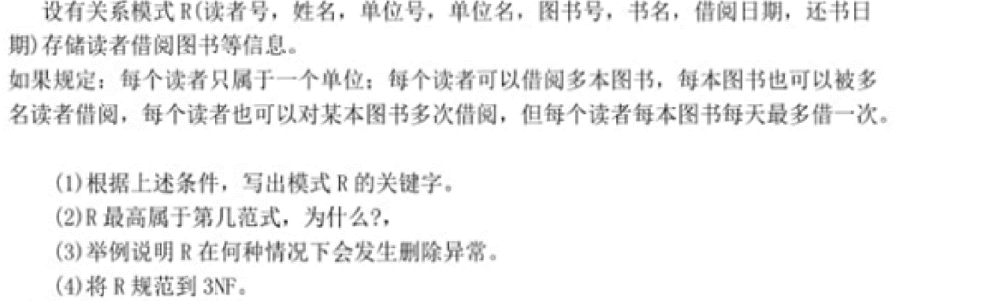 设有关系模式 R(读者号，姓名，单位号，单位名，图书号，书名，借阅日期，还书日
期)存储读者借阅图书等信息。
如果规定：每个读者只属于一个单位；每个读者可以借阅多本图书，每本图书也可以被多
名读者借阅，每个读者也可以对某本图书多次借阅，但每个读者每本图书每天最多借一次。
(1)根据上述条件，写出模式 R 的关键字。
(2)R 最高属于第几范式，为什么?，
(3)举例说明 R 在何种情况下会发生删除异常。
(4)将 R 规范到 3NF。